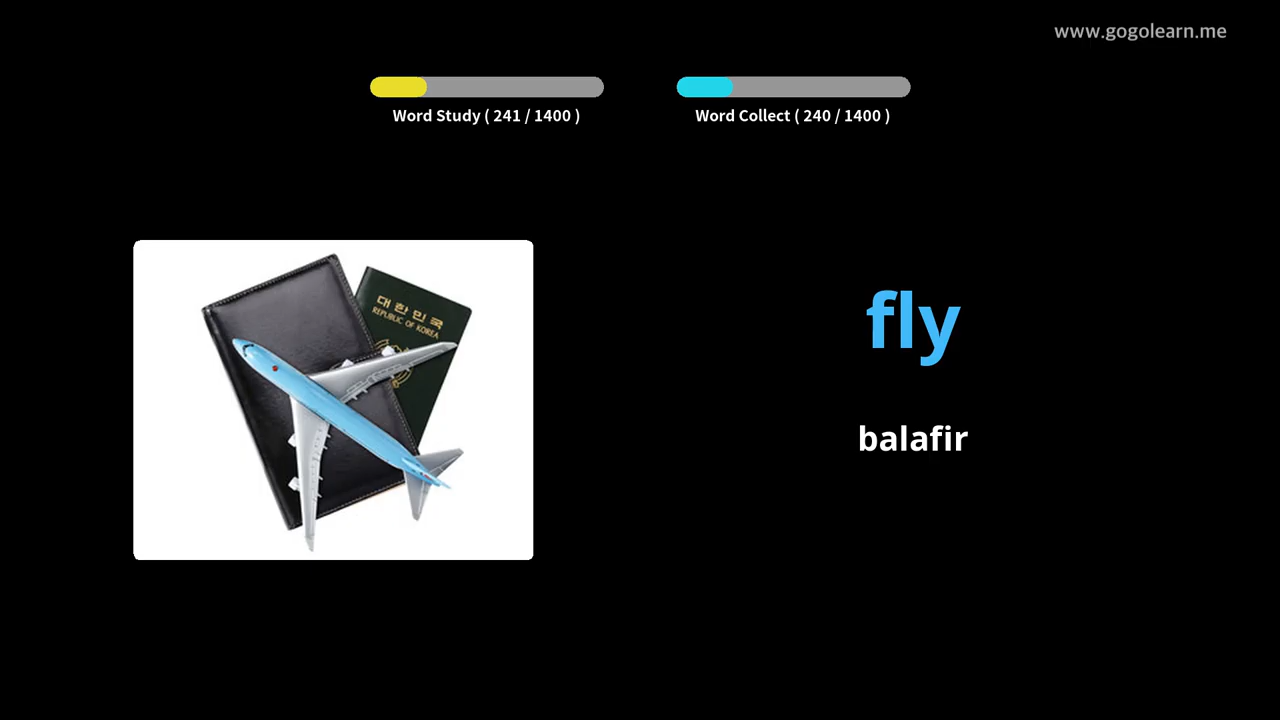 www.gogolearn.me
Word Study ( 241 / 1400 )
Word Collect ( 240 / 1400 )
대한민국
REPUBLIC OF KOREA
fly
balafir